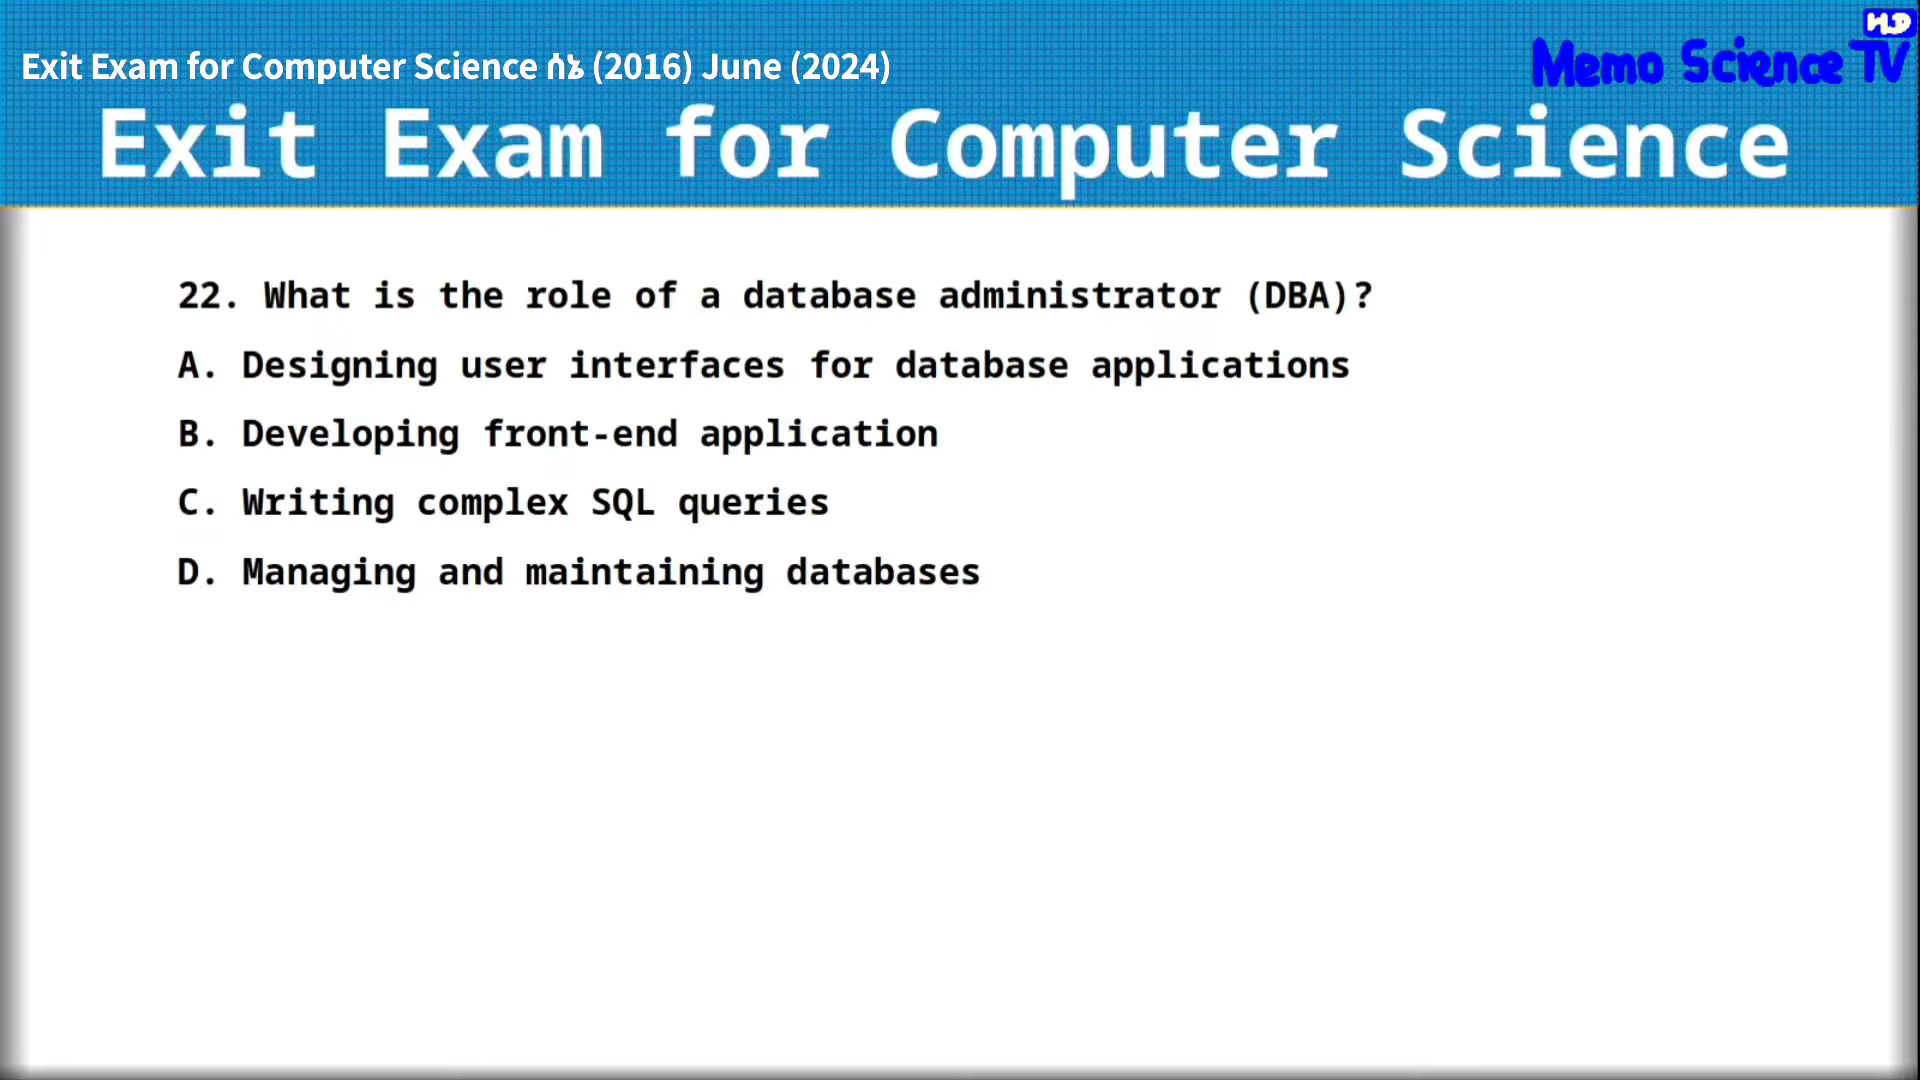 HD
Exit Exam for Computer Science ሰኔ (2016) June (2024)
Memo Science TV
Exit Exam for Computer Science
22. What is the role of a database administrator (DBA)?
A. Designing user interfaces for database applications
B. Developing front-end application
C. Writing complex SQL queries
D. Managing and maintaining databases